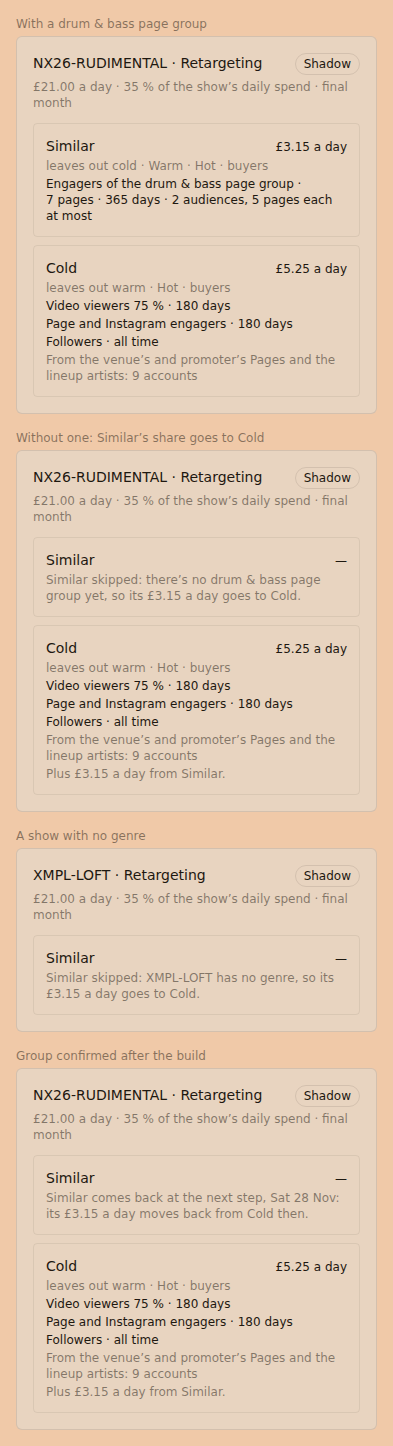 With a drum & bass page group
NX26-RUDIMENTAL · Retargeting
Shadow
£21.00 a day · 35 % of the show’s daily spend · final
month
Similar
£3.15 a day
leaves out cold · Warm · Hot · buyers
Engagers of the drum & bass page group ·
7 pages · 365 days · 2 audiences, 5 pages each
at most
Cold
£5.25 a day
leaves out warm · Hot · buyers
Video viewers 75 % · 180 days
Page and Instagram engagers · 180 days
Followers · all time
From the venue’s and promoter’s Pages and the
lineup artists: 9 accounts
Without one: Similar’s share goes to Cold
NX26-RUDIMENTAL · Retargeting
Shadow
£21.00 a day · 35 % of the show’s daily spend · final
month
Similar
—
Similar skipped: there’s no drum & bass page
group yet, so its £3.15 a day goes to Cold.
Cold
£5.25 a day
leaves out warm · Hot · buyers
Video viewers 75 % · 180 days
Page and Instagram engagers · 180 days
Followers · all time
From the venue’s and promoter’s Pages and the
lineup artists: 9 accounts
Plus £3.15 a day from Similar.
A show with no genre
XMPL-LOFT · Retargeting
Shadow
£21.00 a day · 35 % of the show’s daily spend · final
month
Similar
—
Similar skipped: XMPL-LOFT has no genre, so its
£3.15 a day goes to Cold.
Group confirmed after the build
NX26-RUDIMENTAL · Retargeting
Shadow
£21.00 a day · 35 % of the show’s daily spend · final
month
Similar
—
Similar comes back at the next step, Sat 28 Nov:
its £3.15 a day moves back from Cold then.
Cold
£5.25 a day
leaves out warm · Hot · buyers
Video viewers 75 % · 180 days
Page and Instagram engagers · 180 days
Followers · all time
From the venue’s and promoter’s Pages and the
lineup artists: 9 accounts
Plus £3.15 a day from Similar.